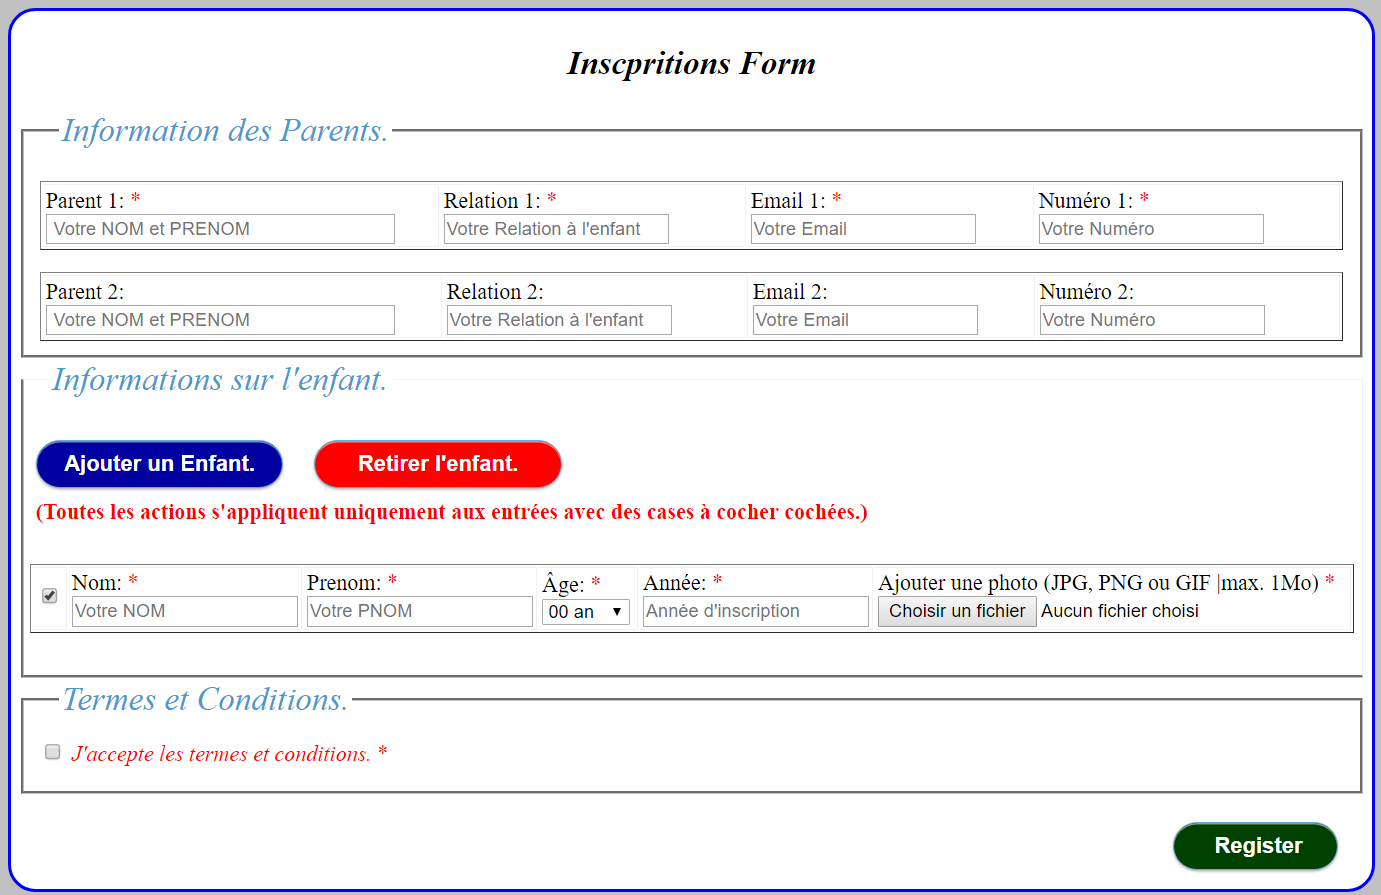 Inscpritions Form
Information des Parents.
Parent 1: * Relation 1: * Email 1: * Numéro 1: *
Votre NOM et PRENOM Votre Relation à l'enfant Votre Email Votre Numéro
Parent 2: Relation 2: Email 2: Numéro 2:
Votre NOM et PRENOM Votre Relation à l'enfant Votre Email Votre Numéro
Informations sur l'enfant.
Ajouter un Enfant. Retirer l'enfant.
(Toutes les actions s'appliquent uniquement aux entrées avec des cases à cocher cochées.)
Nom: * Prenom: * Âge: * Année: * Ajouter une photo (JPG, PNG ou GIF |max. 1Mo) *
Votre NOM Votre PNOM 00 an Année d'inscription Choisir un fichier Aucun fichier choisi
Termes et Conditions.
J'accepte les termes et conditions. *
Register